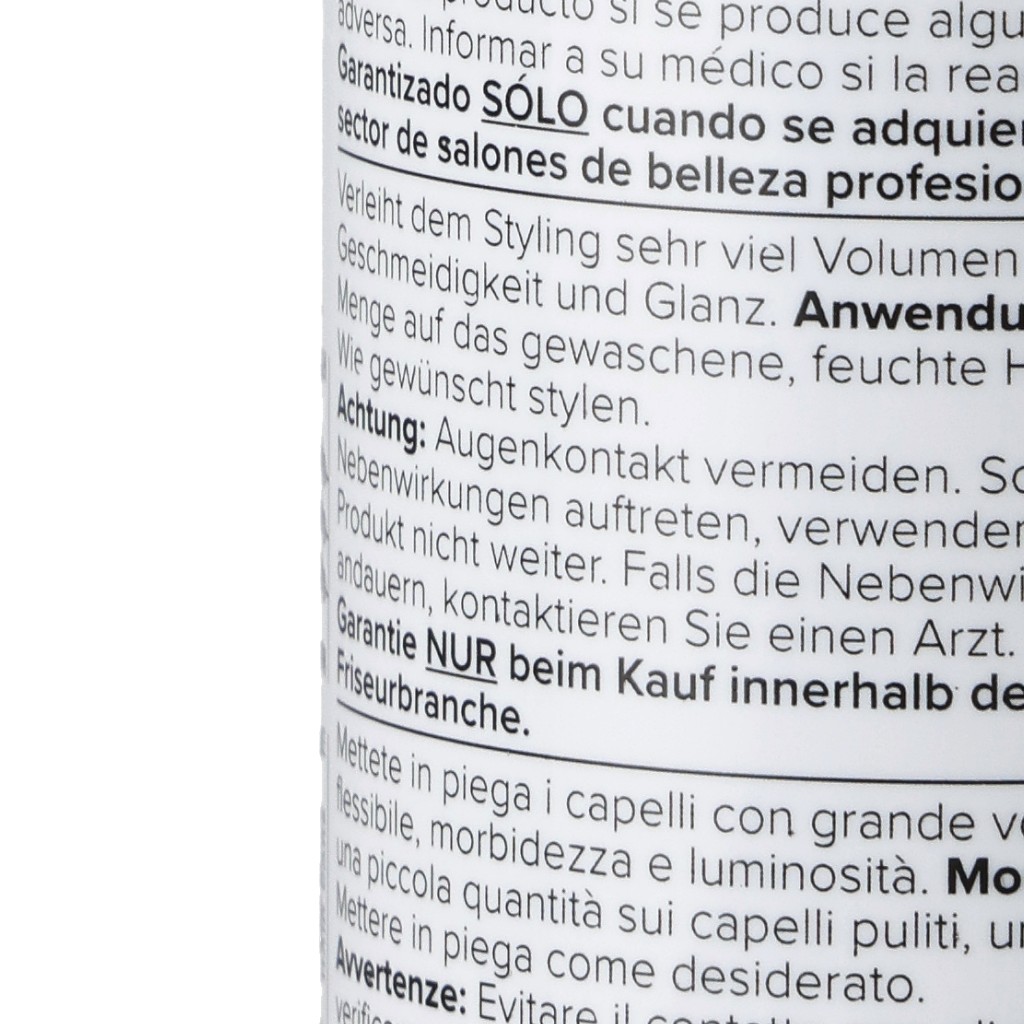 producto si se produce algu
adversa. Informar a su médico si la rea
Garantizado SÓLO cuando se adquier
sector de salones de belleza profesio
Verleiht dem Styling sehr viel Volumen
Geschmeidigkeit und Glanz. Anwendu
Menge auf das gewaschene, feuchte H
Wie gewünscht stylen.
Achtung: Augenkontakt vermeiden. So
Nebenwirkungen auftreten, verwenden
Produkt nicht weiter. Falls die Nebenwi
andauern, kontaktieren Sie einen Arzt.
Garantie NUR beim Kauf innerhalb de
Friseurbranche.
Mettete in piega i capelli con grande vo
flessibile, morbidezza e luminosità. Mo
una piccola quantità sui capelli puliti, u
Mettere in piega come desiderato.
Avvertenze: Evitare il